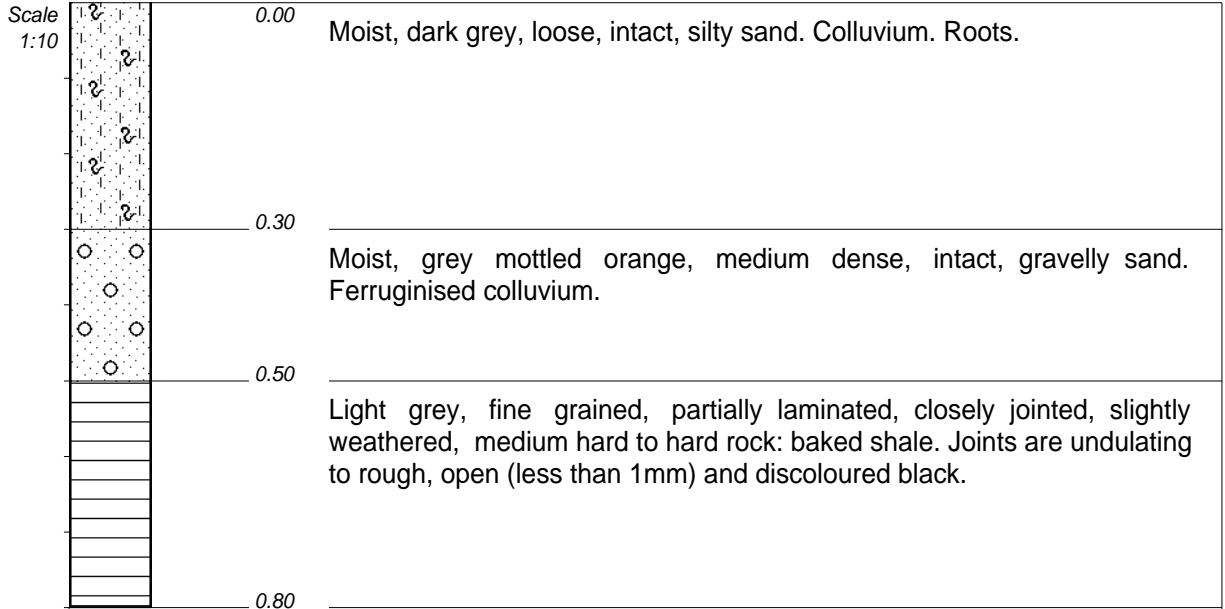 Scale
1:10
0.00
Moist, dark grey, loose, intact, silty sand. Colluvium. Roots.
0.30
Moist, grey mottled orange, medium dense, intact, gravelly sand.
Ferruginised colluvium.
0.50
Light grey, fine grained, partially laminated, closely jointed, slightly
weathered, medium hard to hard rock: baked shale. Joints are undulating
to rough, open (less than 1mm) and discoloured black.
0.80